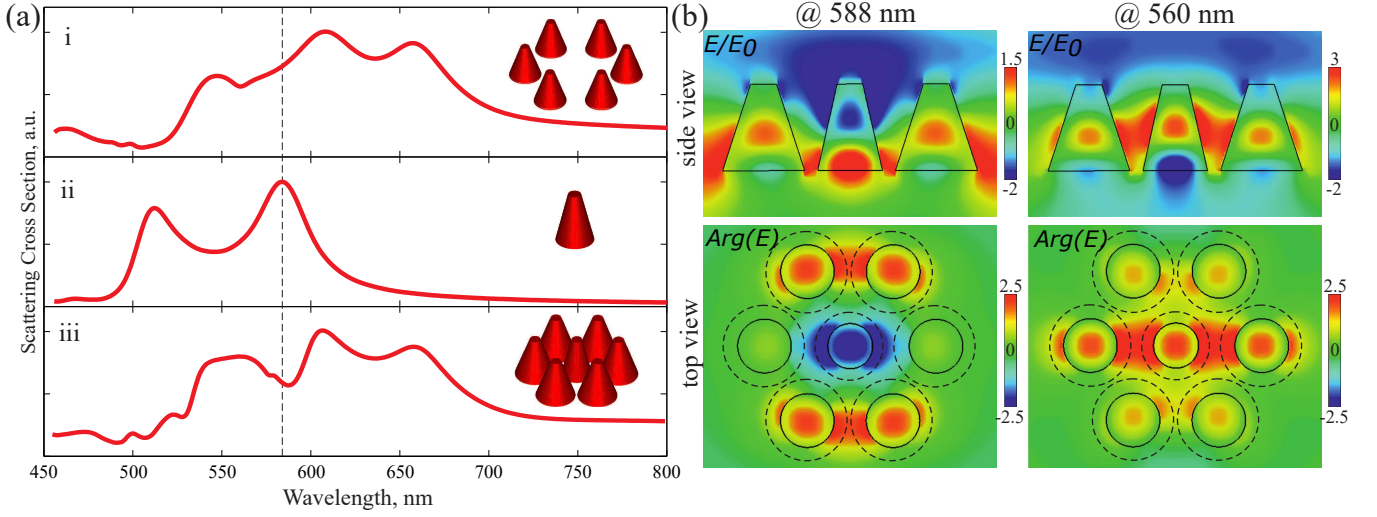 (a)
i
ii
iii
Scattering Cross Section, a.u.
450 500 550 600 650 700 750 800
Wavelength, nm
(b)
@ 588 nm
@ 560 nm
side view
E/E0
1.5
0
-2
E/E0
3
0
-2
top view
Arg(E)
2.5
0
-2.5
Arg(E)
2.5
0
-2.5